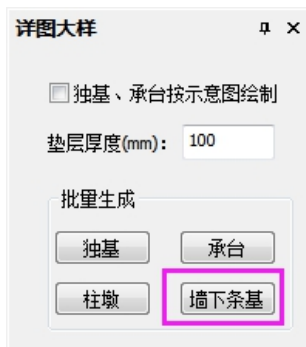 详图大样
独基、承台按示意图绘制
垫层厚度(mm): 100
批量生成
独基 承台
柱墩 墙下条基